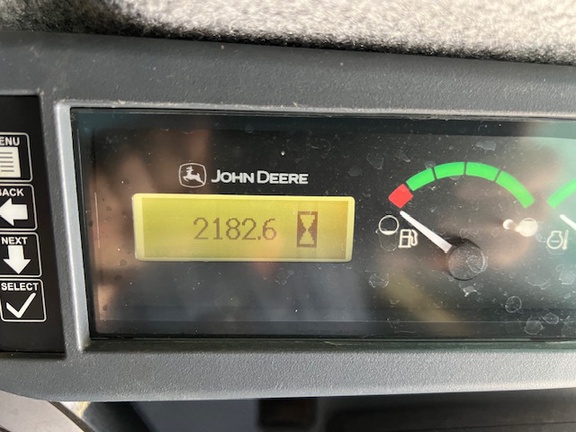 MENU
BACK
NEXT
SELECT
JOHN DEERE
2182.6